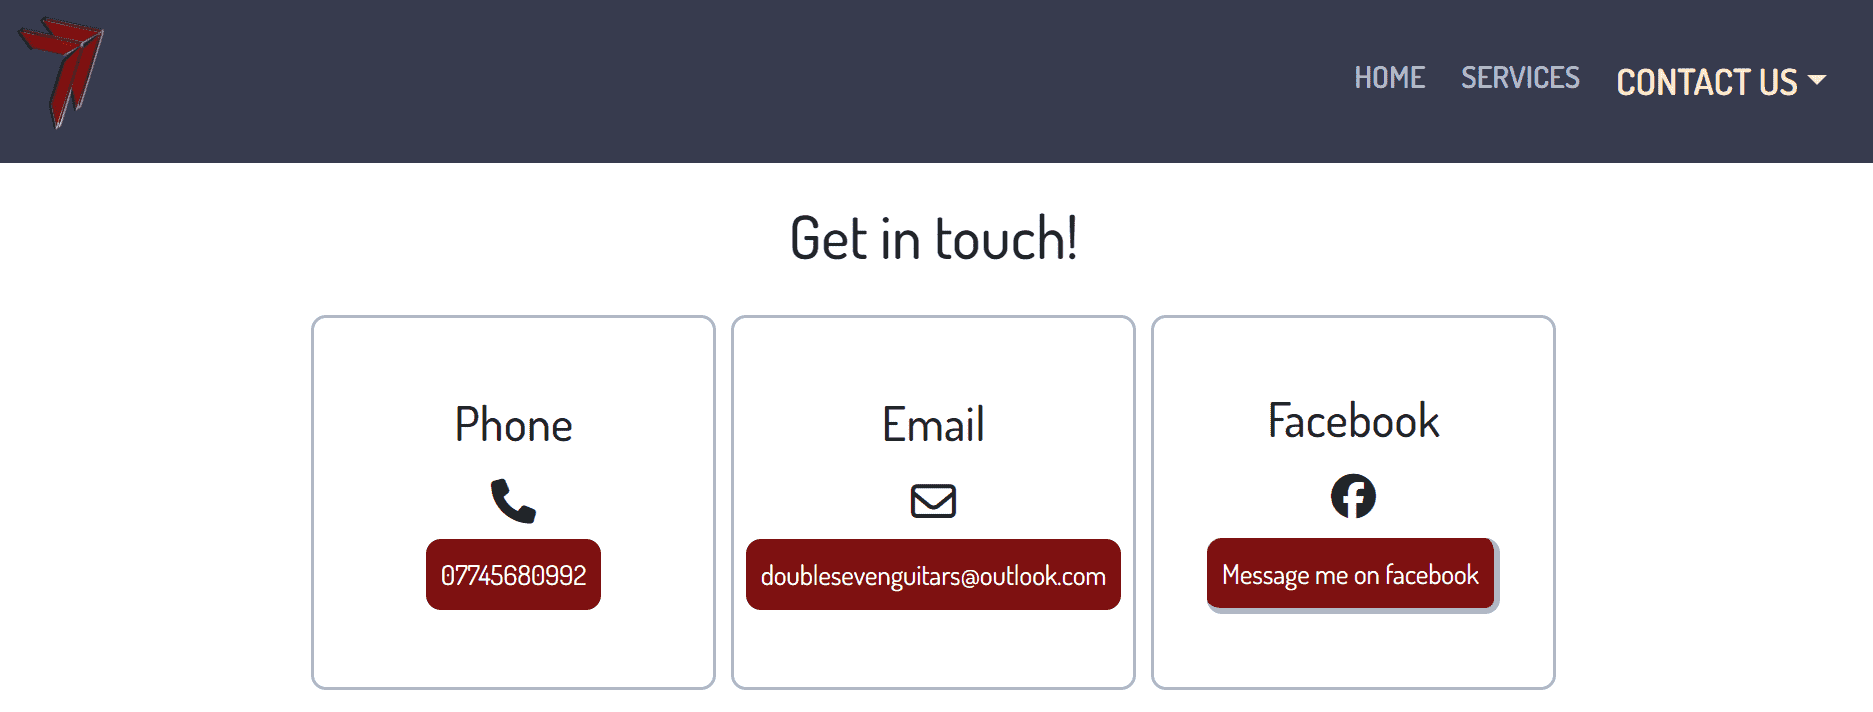 HOME SERVICES CONTACT US
Get in touch!
Phone
07745680992
Email
doublesevenguitars@outlook.com
Facebook
Message me on facebook